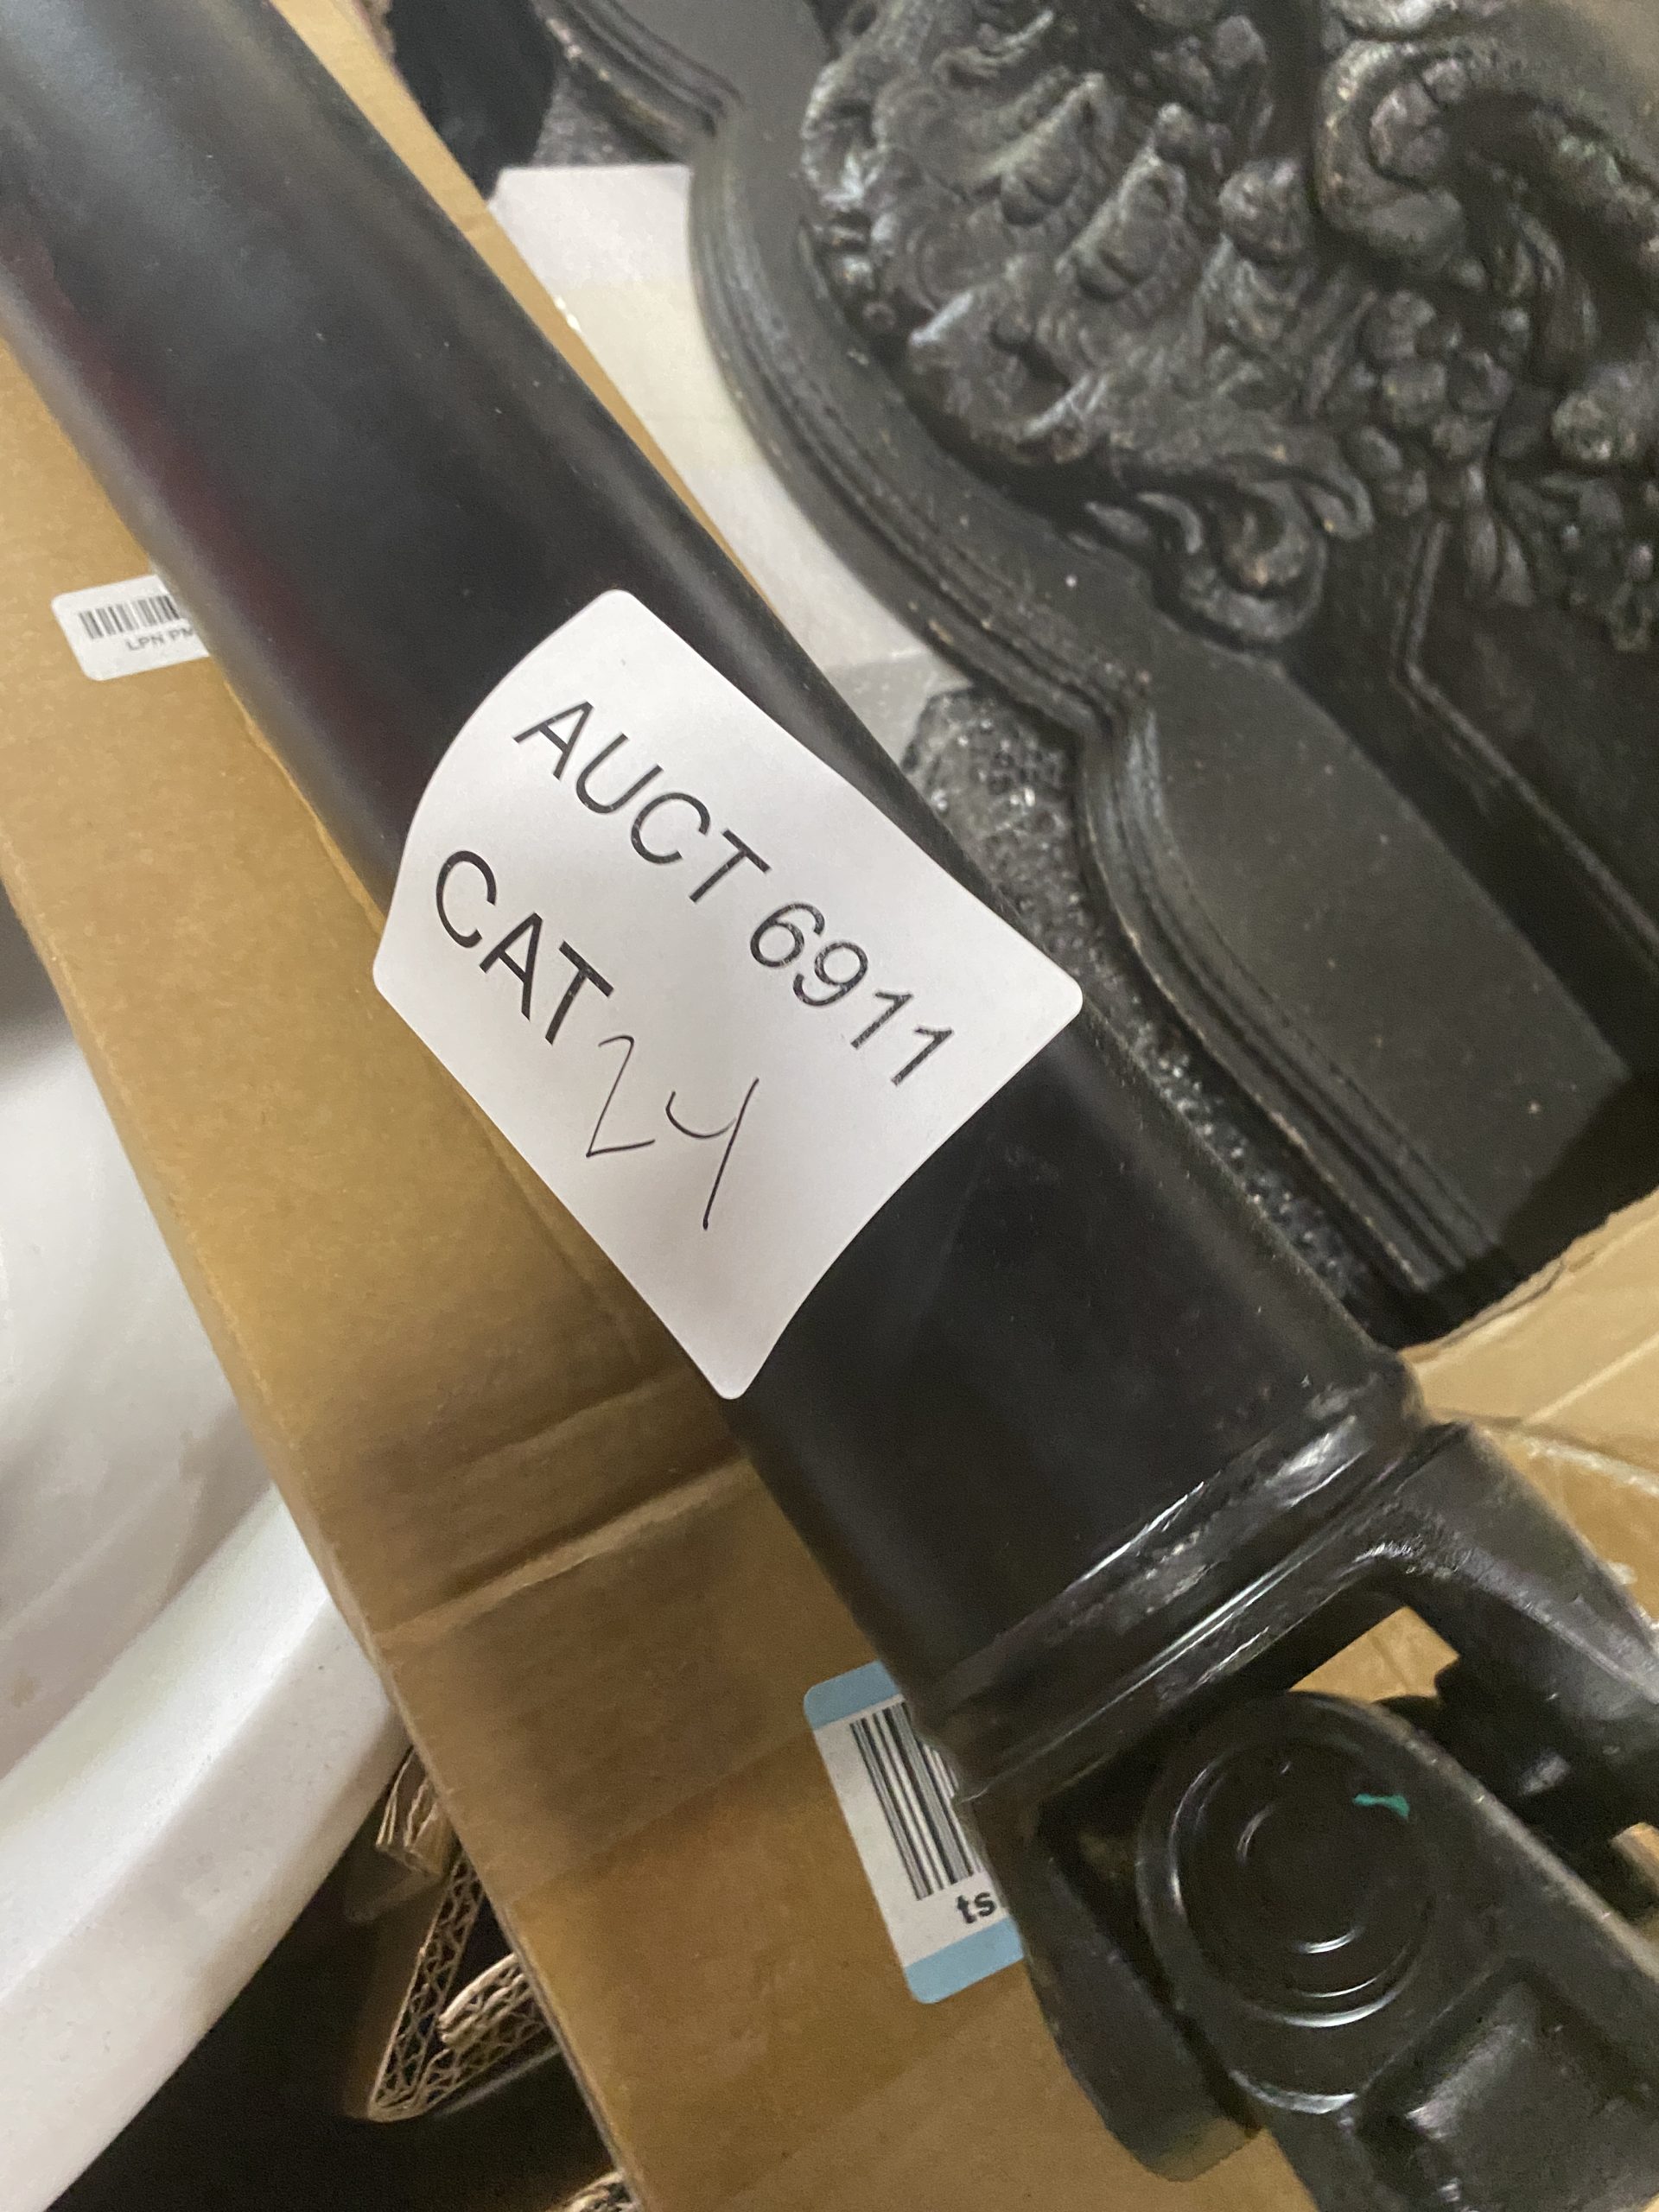 AUCT 6911
CAT 24
LPN PM
ts